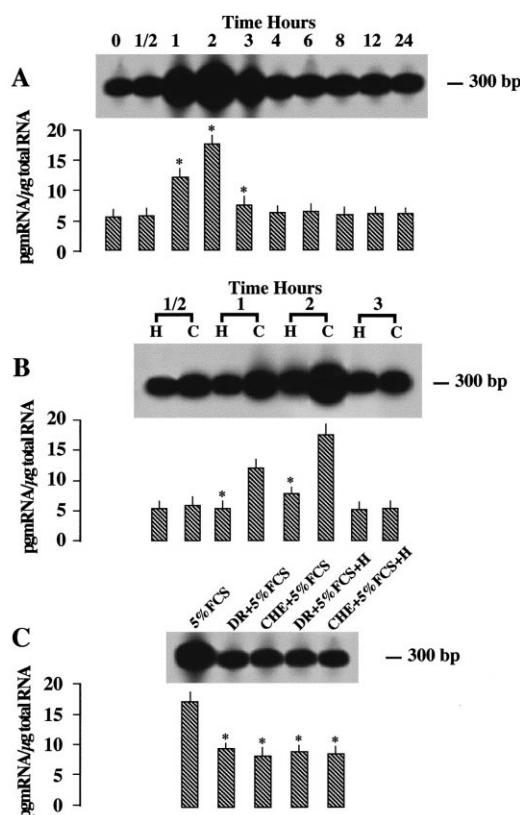 Time Hours
0 1/2 1 2 3 4 6 8 12 24
A
— 300 bp
pgmRNA/μg total RNA
20
15
10
5
0
* * *
Time Hours
1/2 1 2 3
H C H C H C H C
B
— 300 bp
pgmRNA/μg total RNA
20
15
10
5
0
* *
5%FCS DR+5%FCS CHE+5%FCS DR+5%FCS+H CHE+5%FCS+H
C
— 300 bp
pgmRNA/μg total RNA
20
15
10
5
0
* * * *